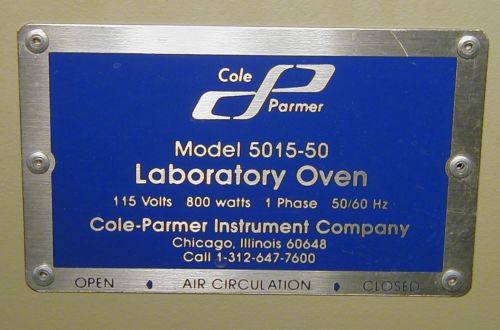 Cole
Parmer
Model 5015-50
Laboratory Oven
115 Volts 800 watts 1 Phase 50/60 Hz
Cole-Parmer Instrument Company
Chicago, Illinois 60648
Call 1-312-647-7600
OPEN AIR CIRCULATION CLOSED